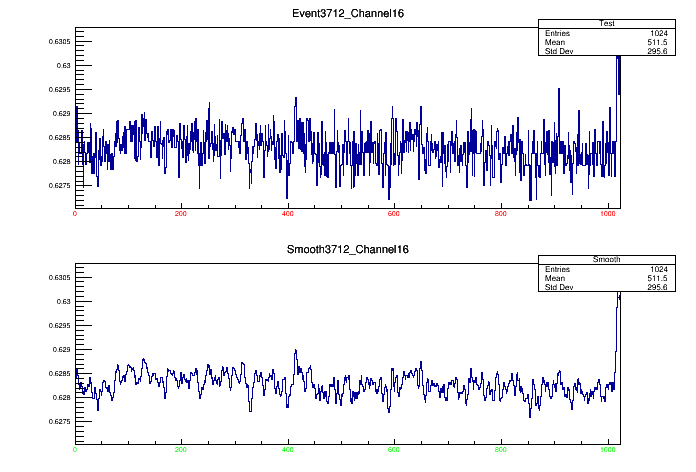 Event3712_Channel16
Test
Entries 1024
Mean 511.5
Std Dev 295.6
0.6305
0.63
0.6295
0.629
0.6285
0.628
0.6275
0 200 400 600 800 1000
Smooth3712_Channel16
Smooth
Entries 1024
Mean 511.5
Std Dev 295.6
0.6305
0.63
0.6295
0.629
0.6285
0.628
0.6275
0 200 400 600 800 1000